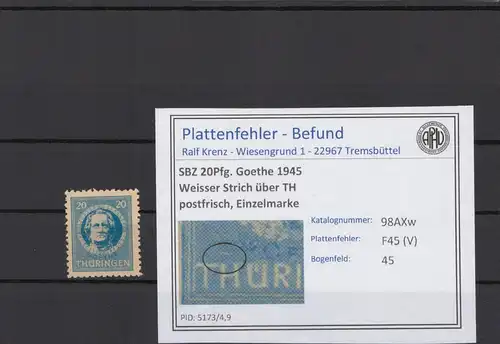 20 20
THÜRINGEN
Plattenfehler - Befund
Ralf Krenz - Wiesengrund 1 - 22967 Tremsbüttel
SBZ 20Pfg. Goethe 1945
Weisser Strich über TH
postfrisch, Einzelmarke
Katalognummer: 98AXw
Plattenfehler: F45 (V)
Bogenfeld: 45
THÜRI
PID: 5173/4,9